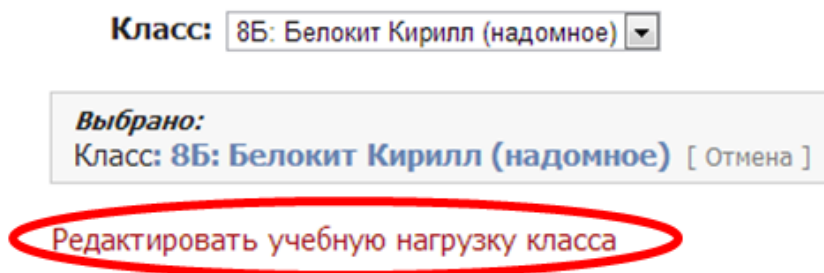 Класс: 8Б: Белокит Кирилл (надомное)
Выбрано:
Класс: 8Б: Белокит Кирилл (надомное) [ Отмена ]
Редактировать учебную нагрузку класса